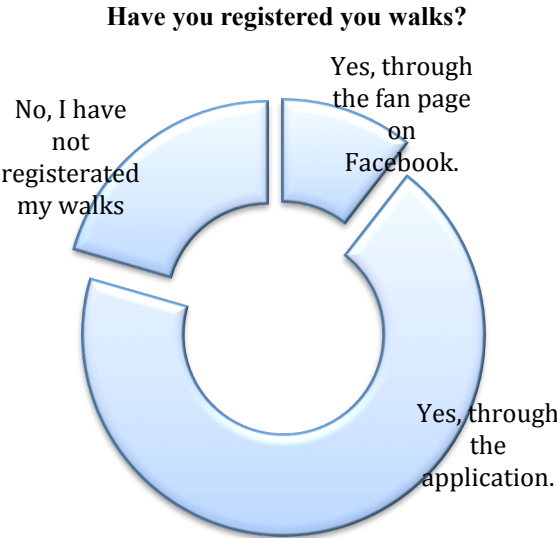 Have you registered you walks?
Yes, through
the fan page
on
Facebook.
No, I have
not
registerated
my walks
Yes, through
the
application.